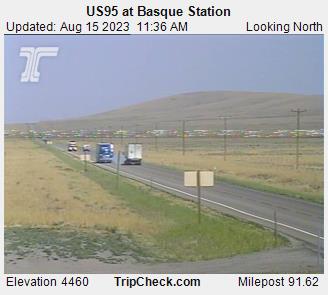 US95 at Basque Station
Updated: Aug 15 2023 11:36 AM Looking North
Elevation 4460 TripCheck.com Milepost 91.62